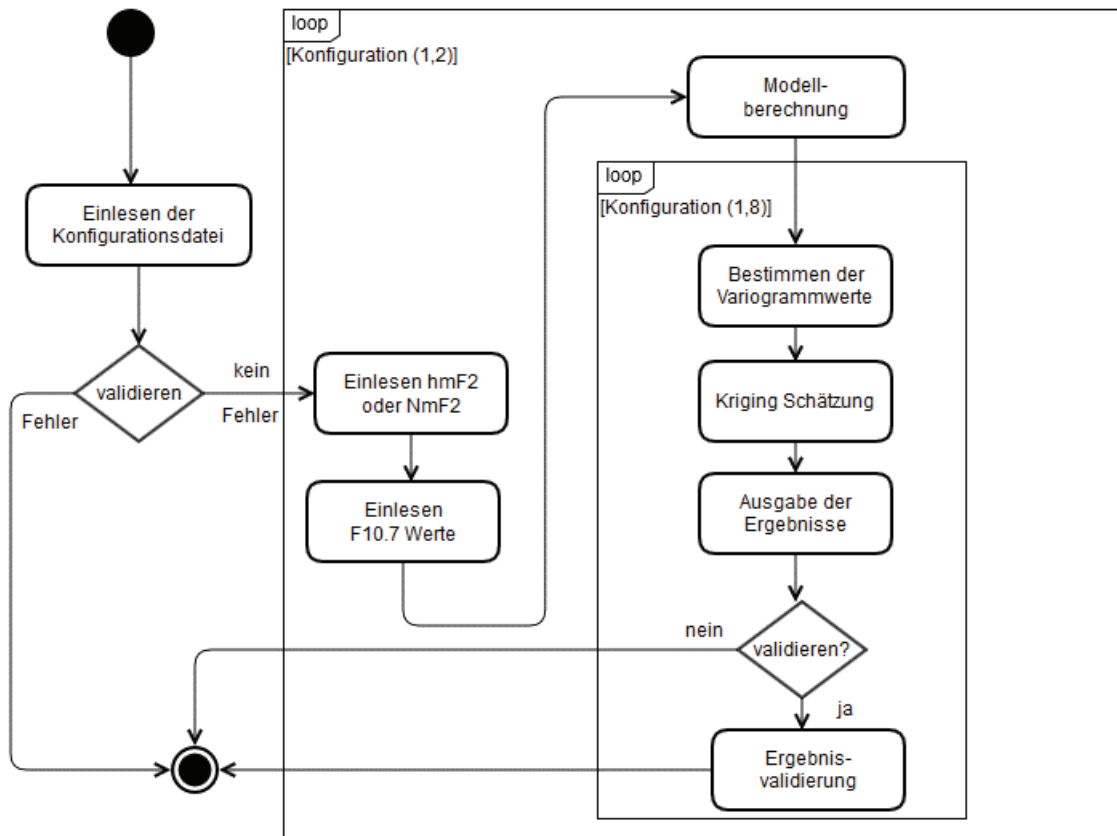 loop
[Konfiguration (1,2)]
Modell-
berechnung
loop
[Konfiguration (1,8)]
Einlesen der
Konfigurationsdatei
Bestimmen der
Variogrammwerte
validieren
kein
Fehler
Fehler
Einlesen hmF2
oder NmF2
Kriging Schätzung
Einlesen
F10.7 Werte
Ausgabe der
Ergebnisse
nein
validieren?
ja
Ergebnis-
validierung